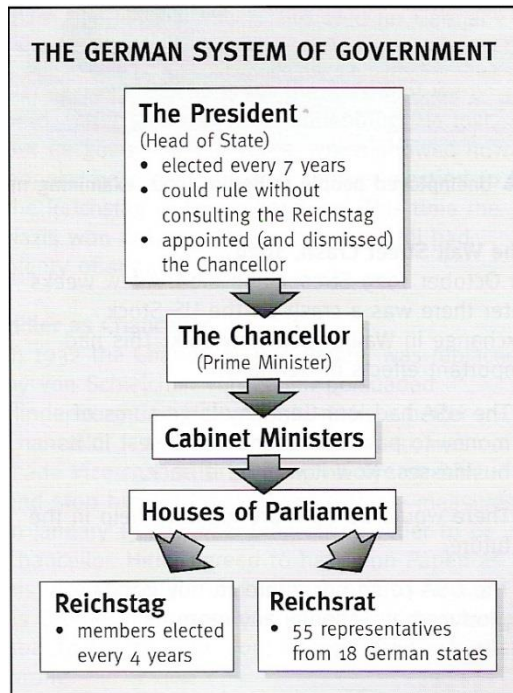 THE GERMAN SYSTEM OF GOVERNMENT
The President
(Head of State)
• elected every 7 years
• could rule without
consulting the Reichstag
• appointed (and dismissed)
the Chancellor
The Chancellor
(Prime Minister)
Cabinet Ministers
Houses of Parliament
Reichstag
• members elected
every 4 years
Reichsrat
• 55 representatives
from 18 German states